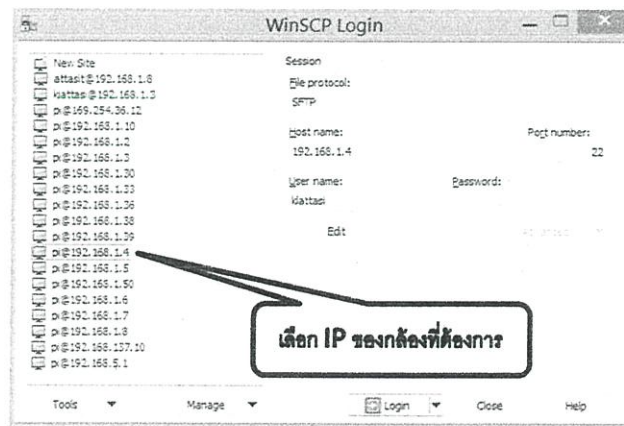 WinSCP Login
New Site
attasit@192.168.1.8
klattasi@192.168.1.3
pi@169.254.36.12
pi@192.168.1.10
pi@192.168.1.2
pi@192.168.1.3
pi@192.168.1.30
pi@192.168.1.33
pi@192.168.1.36
pi@192.168.1.38
pi@192.168.1.39
pi@192.168.1.4
pi@192.168.1.5
pi@192.168.1.50
pi@192.168.1.6
pi@192.168.1.7
pi@192.168.1.8
pi@192.168.137.10
pi@192.168.5.1
Session
File protocol:
SFTP
Host name:
Port number:
192.168.1.4
22
User name:
Password:
klattasi
Edit
เลือก IP ของกล้องที่ต้องการ
Tools
Manage
Login
Close
Help